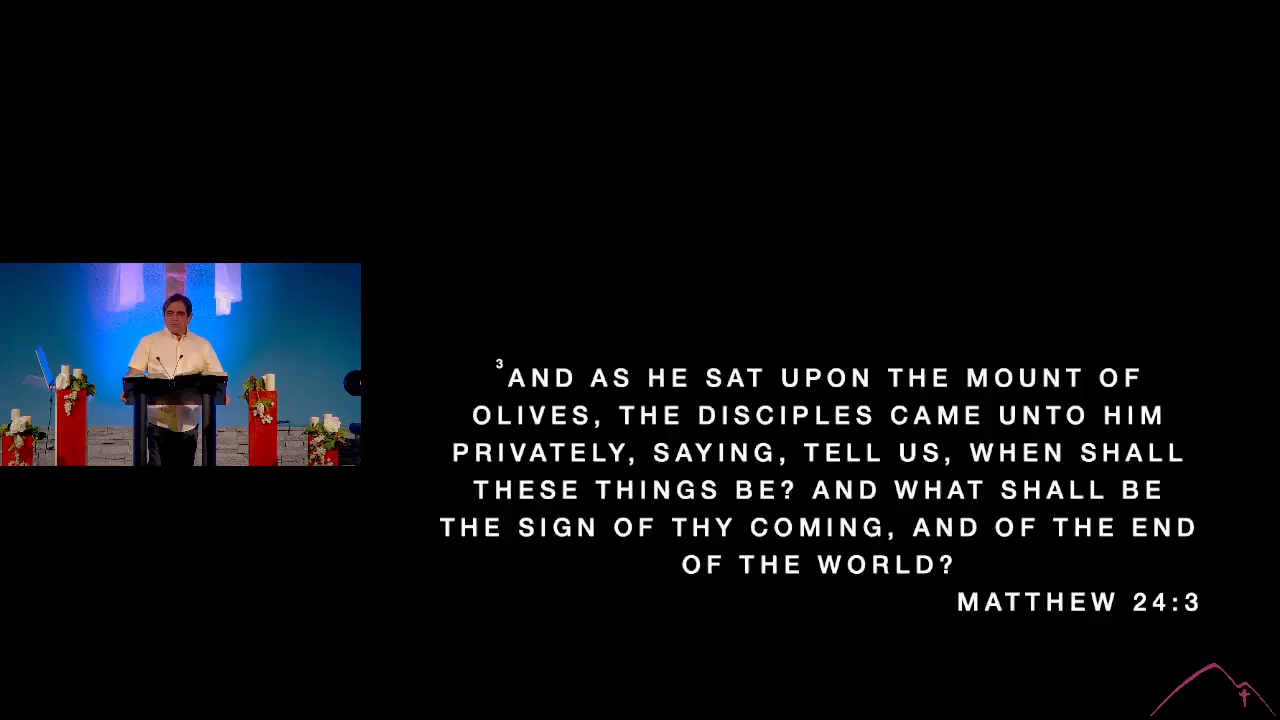 ³AND AS HE SAT UPON THE MOUNT OF
OLIVES, THE DISCIPLES CAME UNTO HIM
PRIVATELY, SAYING, TELL US, WHEN SHALL
THESE THINGS BE? AND WHAT SHALL BE
THE SIGN OF THY COMING, AND OF THE END
OF THE WORLD?
MATTHEW 24:3